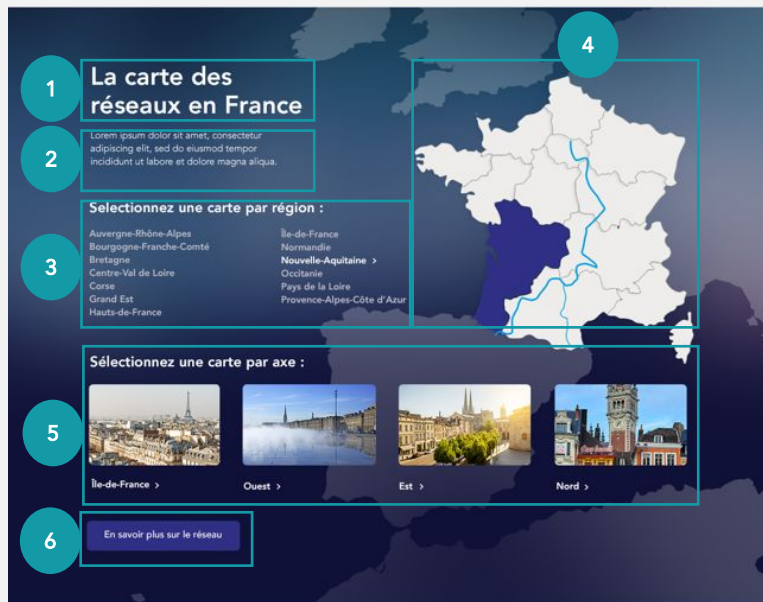 1
La carte des
réseaux en France
2
Lorem ipsum dolor sit amet, consectetur
adipiscing elit, sed do eiusmod tempor
incididunt ut labore et dolore magna aliqua.
3
Selectionnez une carte par région :
Auvergne-Rhône-Alpes
Bourgogne-Franche-Comté
Bretagne
Centre-Val de Loire
Corse
Grand Est
Hauts-de-France
Île-de-France
Normandie
Nouvelle-Aquitaine >
Occitanie
Pays de la Loire
Provence-Alpes-Côte d'Azur
4
5
Sélectionnez une carte par axe :
Île-de-France >
Ouest >
Est >
Nord >
6
En savoir plus sur le réseau